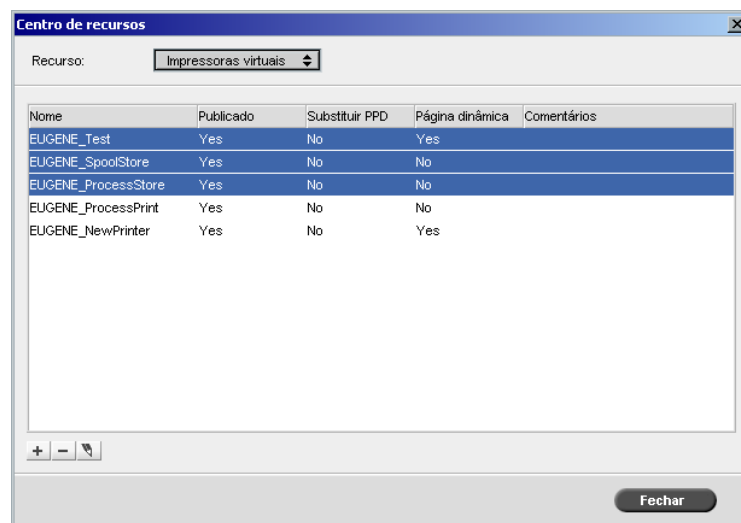 Centro de recursos
Recurso: Impressoras virtuais
Nome Publicado Substituir PPD Página dinâmica Comentários
EUGENE_Test Yes No Yes
EUGENE_SpoolStore Yes No No
EUGENE_ProcessStore Yes No No
EUGENE_ProcessPrint Yes No No
EUGENE_NewPrinter Yes No Yes
Fechar